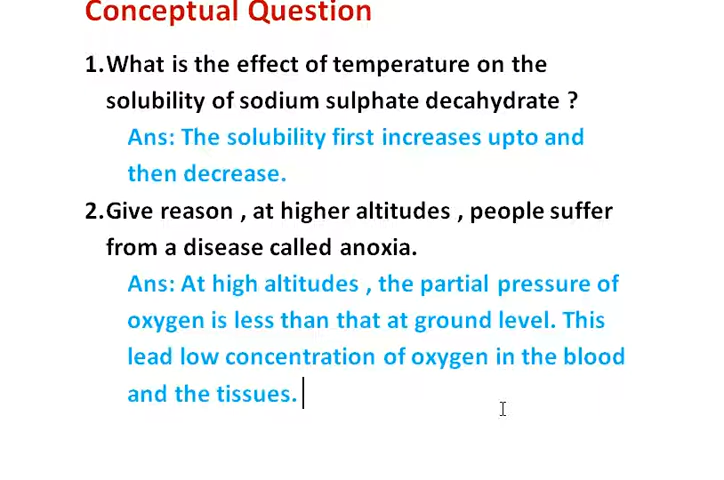 Conceptual Question
1.What is the effect of temperature on the
solubility of sodium sulphate decahydrate ?
Ans: The solubility first increases upto and
then decrease.
2.Give reason , at higher altitudes , people suffer
from a disease called anoxia.
Ans: At high altitudes , the partial pressure of
oxygen is less than that at ground level. This
lead low concentration of oxygen in the blood
and the tissues.